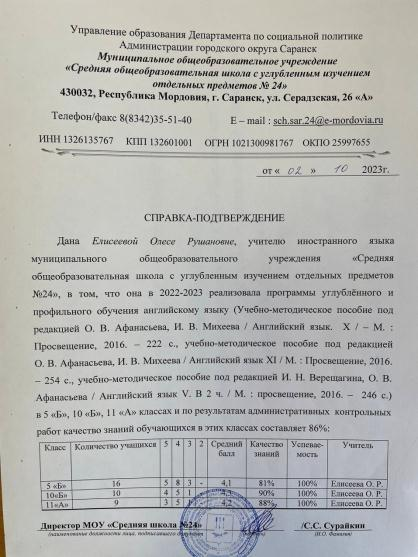 Управление образования Департамента по социальной политике
Администрации городского округа Саранск
Муниципальное общеобразовательное учреждение
«Средняя общеобразовательная школа с углубленным изучением
отдельных предметов № 24»
430032, Республика Мордовия, г. Саранск, ул. Серадзская, 26 «А»
Телефон/факс 8(8342)35-51-40 E – mail : sch.sar.24@e-mordovia.ru
ИНН 1326135767 КПП 132601001 ОГРН 1021300981767 ОКПО 25997655
от « 02 » 10 2023г.
СПРАВКА-ПОДТВЕРЖДЕНИЕ
Дана Елисеевой Олесе Рушановне, учителю иностранного языка
муниципального общеобразовательного учреждения «Средняя
общеобразовательная школа с углубленным изучением отдельных предметов
№24», в том, что она в 2022-2023 реализовала программы углублённого и
профильного обучения английскому языку (Учебно-методическое пособие под
редакцией О. В. Афанасьева, И. В. Михеева / Английский язык. X / – М. :
Просвещение, 2016. – 222 с., учебно-методическое пособие под редакцией
О. В. Афанасьева, И. В. Михеева / Английский язык XI / М. : Просвещение, 2016.
– 254 с., учебно-методическое пособие под редакцией И. Н. Верещагина, О. В.
Афанасьева / Английский язык V. В 2 ч. / М. : просвещение, 2016. – 246 с.)
в 5 «Б», 10 «Б», 11 «А» классах и по результатам административных контрольных
работ качество знаний обучающихся в этих классах составляет 86%:
Класс Количество учащихся 5 4 3 2 Средний балл Качество знаний Успевае-мость Учитель
5 «Б» 16 5 8 3 - 4,1 81% 100% Елисеева О. Р.
10«Б» 10 4 5 1 4,3 90% 100% Елисеева О. Р.
11«А» 9 3 5 1 4,2 88% 100% Елисеева О. Р.
Директор МОУ «Средняя школа №24» /С.С. Сурайкин
(наименование должности лица, подписавшего документ) (И.О. Фамилия)